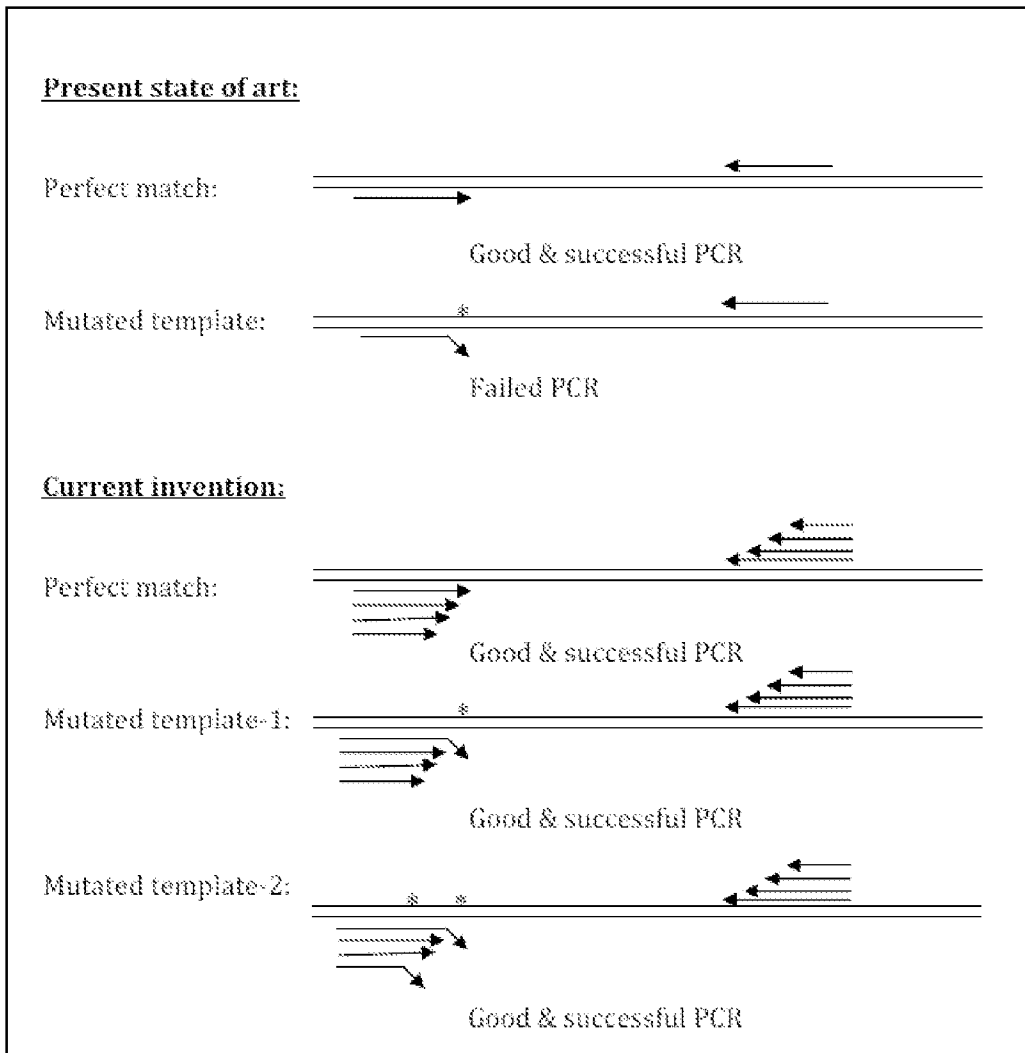 Present state of art:
Perfect match:
Good & successful PCR
Mutated template:
*
Failed PCR
Current invention:
Perfect match:
Good & successful PCR
Mutated template-1:
*
Good & successful PCR
Mutated template-2:
* *
Good & successful PCR